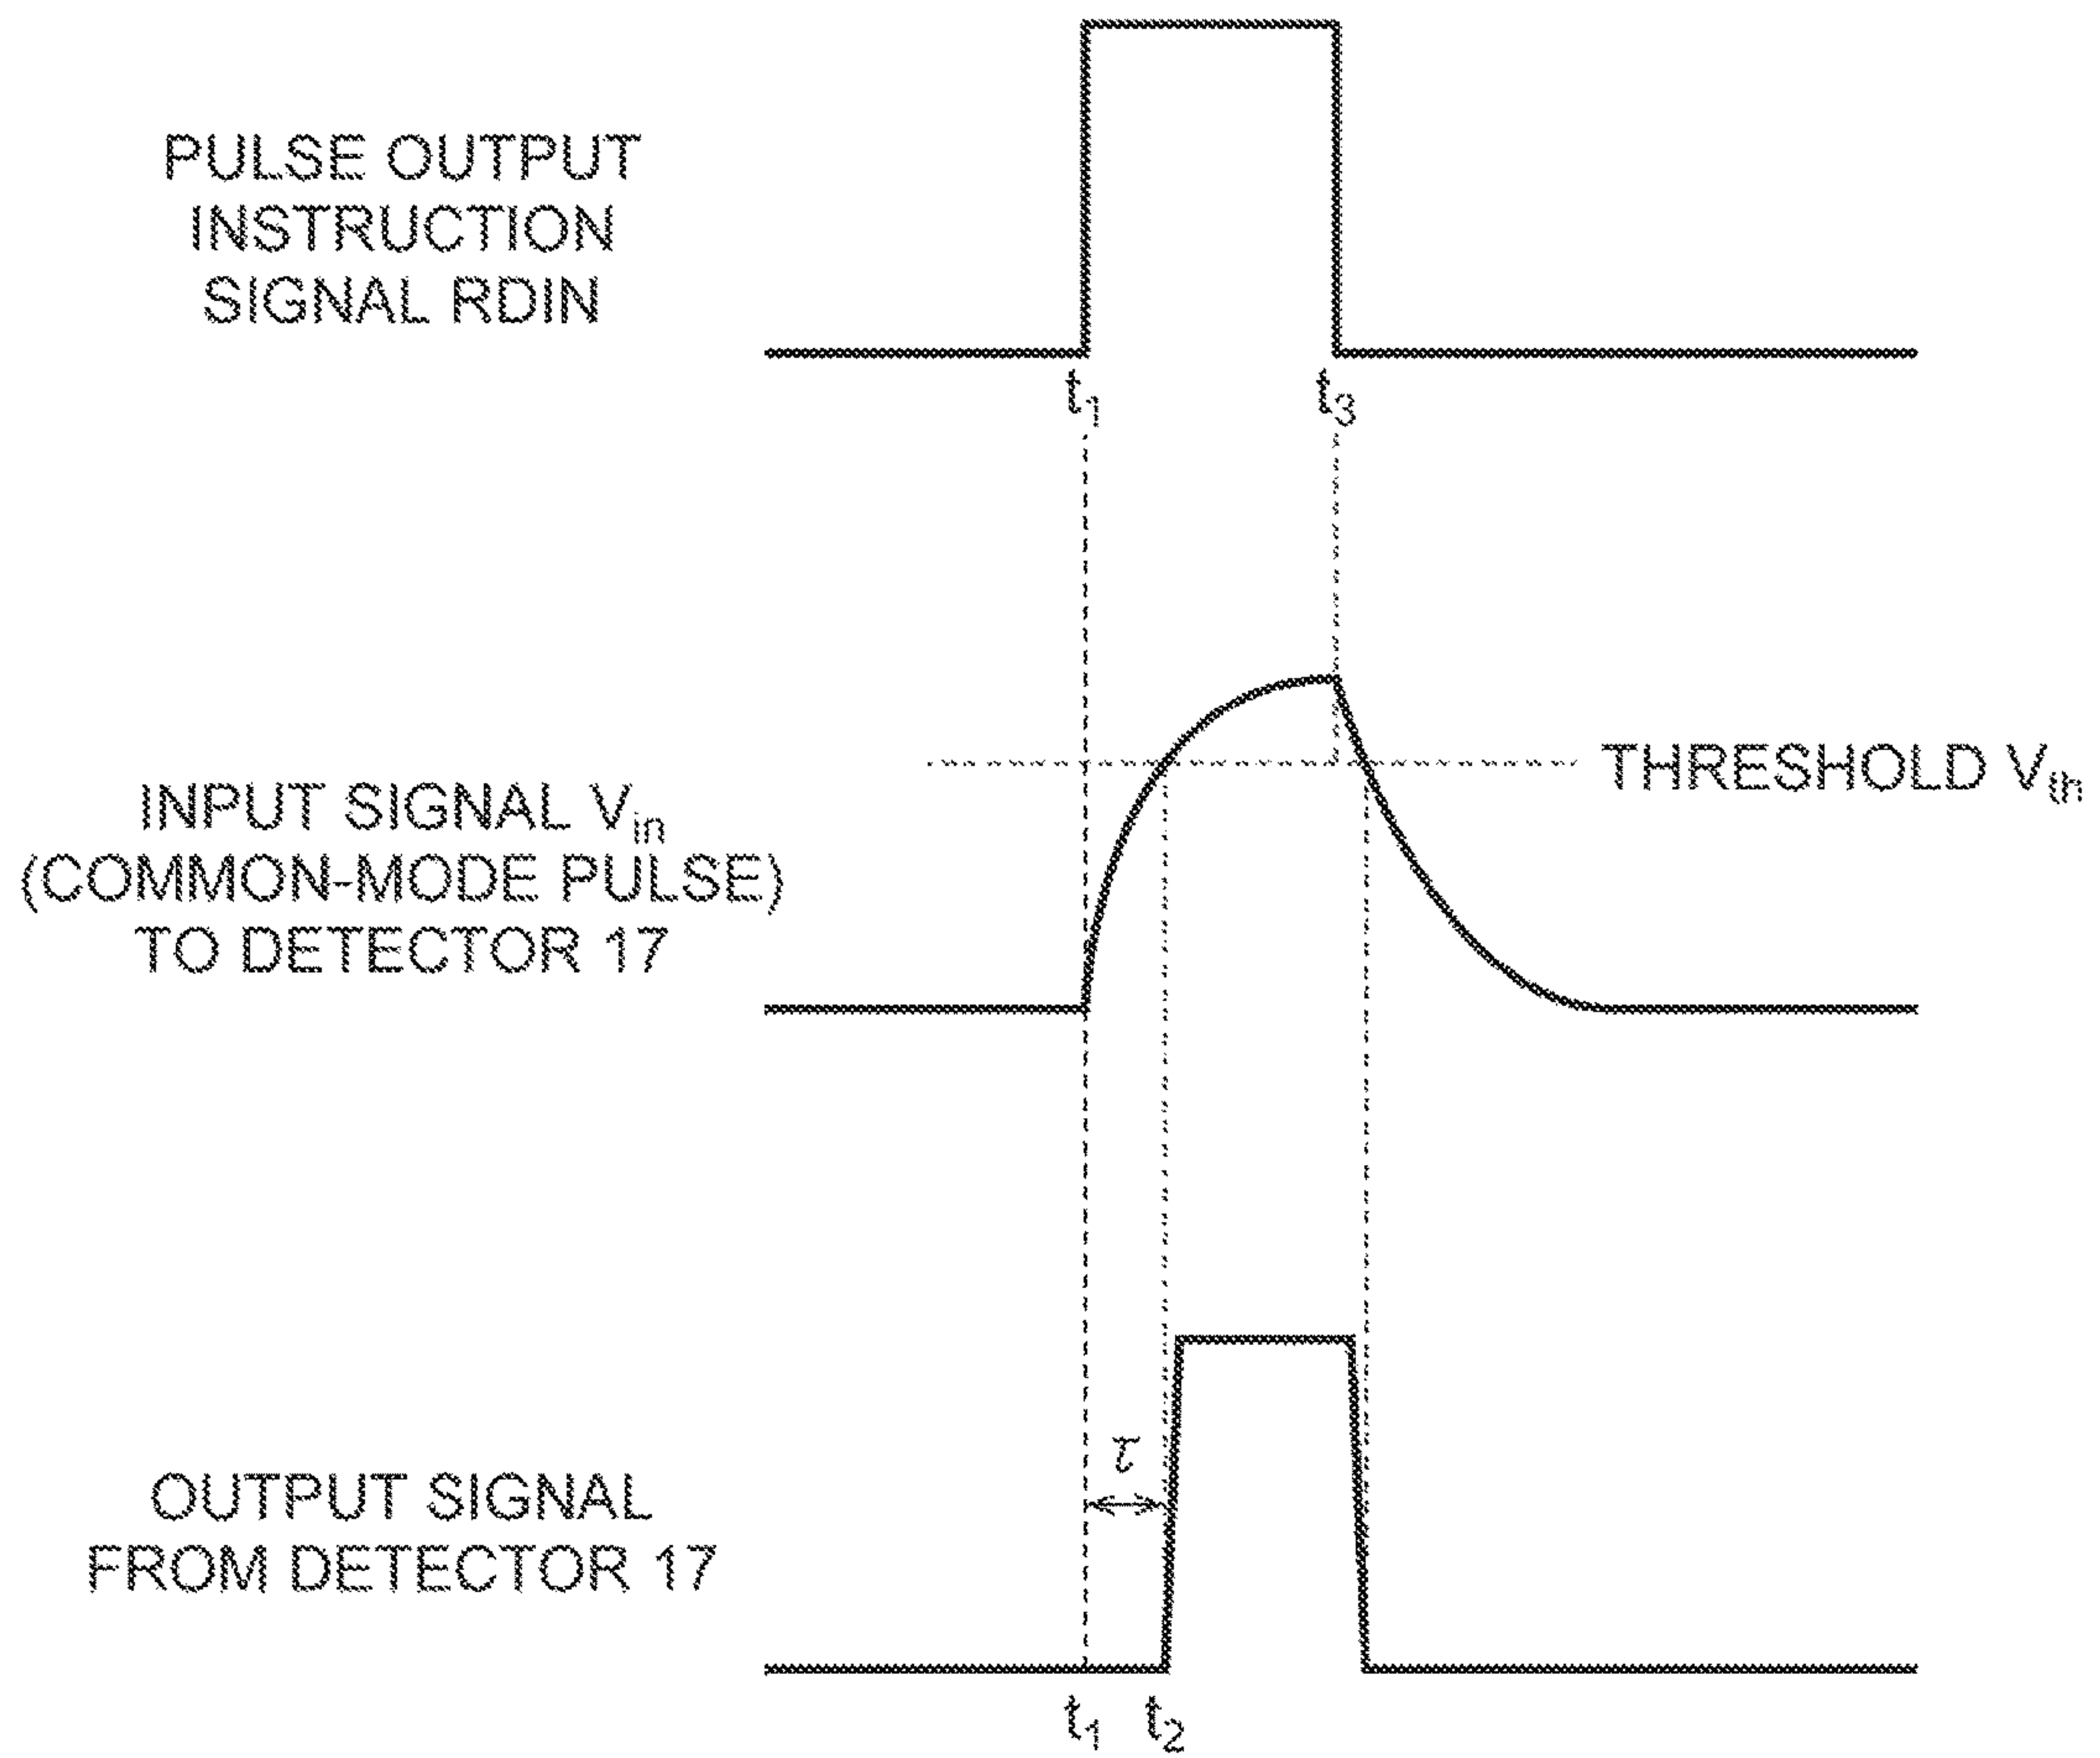 PULSE OUTPUT
INSTRUCTION
SIGNAL RDIN
t1
t3
THRESHOLD Vth
INPUT SIGNAL Vin
(COMMON-MODE PULSE)
TO DETECTOR 17
τ
OUTPUT SIGNAL
FROM DETECTOR 17
t1
t2